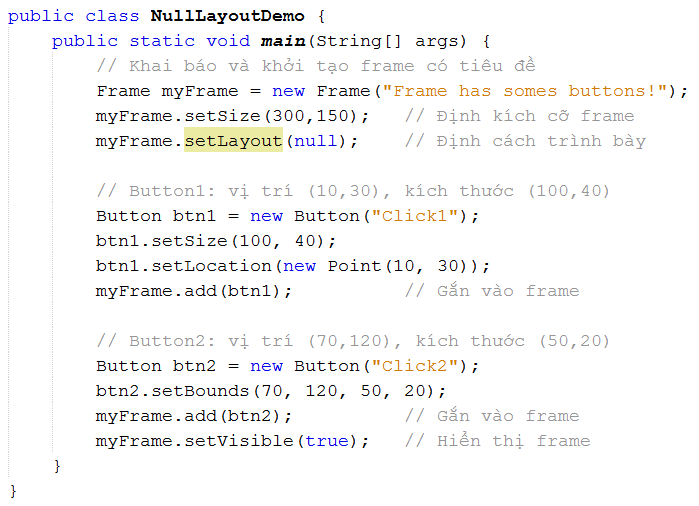 public class NullLayoutDemo {
    public static void main(String[] args) {
        // Khai báo và khởi tạo frame có tiêu đề
        Frame myFrame = new Frame("Frame has somes buttons!");
        myFrame.setSize(300,150);   // Định kích cỡ frame
        myFrame.setLayout(null);    // Định cách trình bày
        // Button1: vị trí (10,30), kích thước (100,40)
        Button btn1 = new Button("Click1");
        btn1.setSize(100, 40);
        btn1.setLocation(new Point(10, 30));
        myFrame.add(btn1);          // Gắn vào frame
        // Button2: vị trí (70,120), kích thước (50,20)
        Button btn2 = new Button("Click2");
        btn2.setBounds(70, 120, 50, 20);
        myFrame.add(btn2);          // Gắn vào frame
        myFrame.setVisible(true);   // Hiển thị frame
    }
}